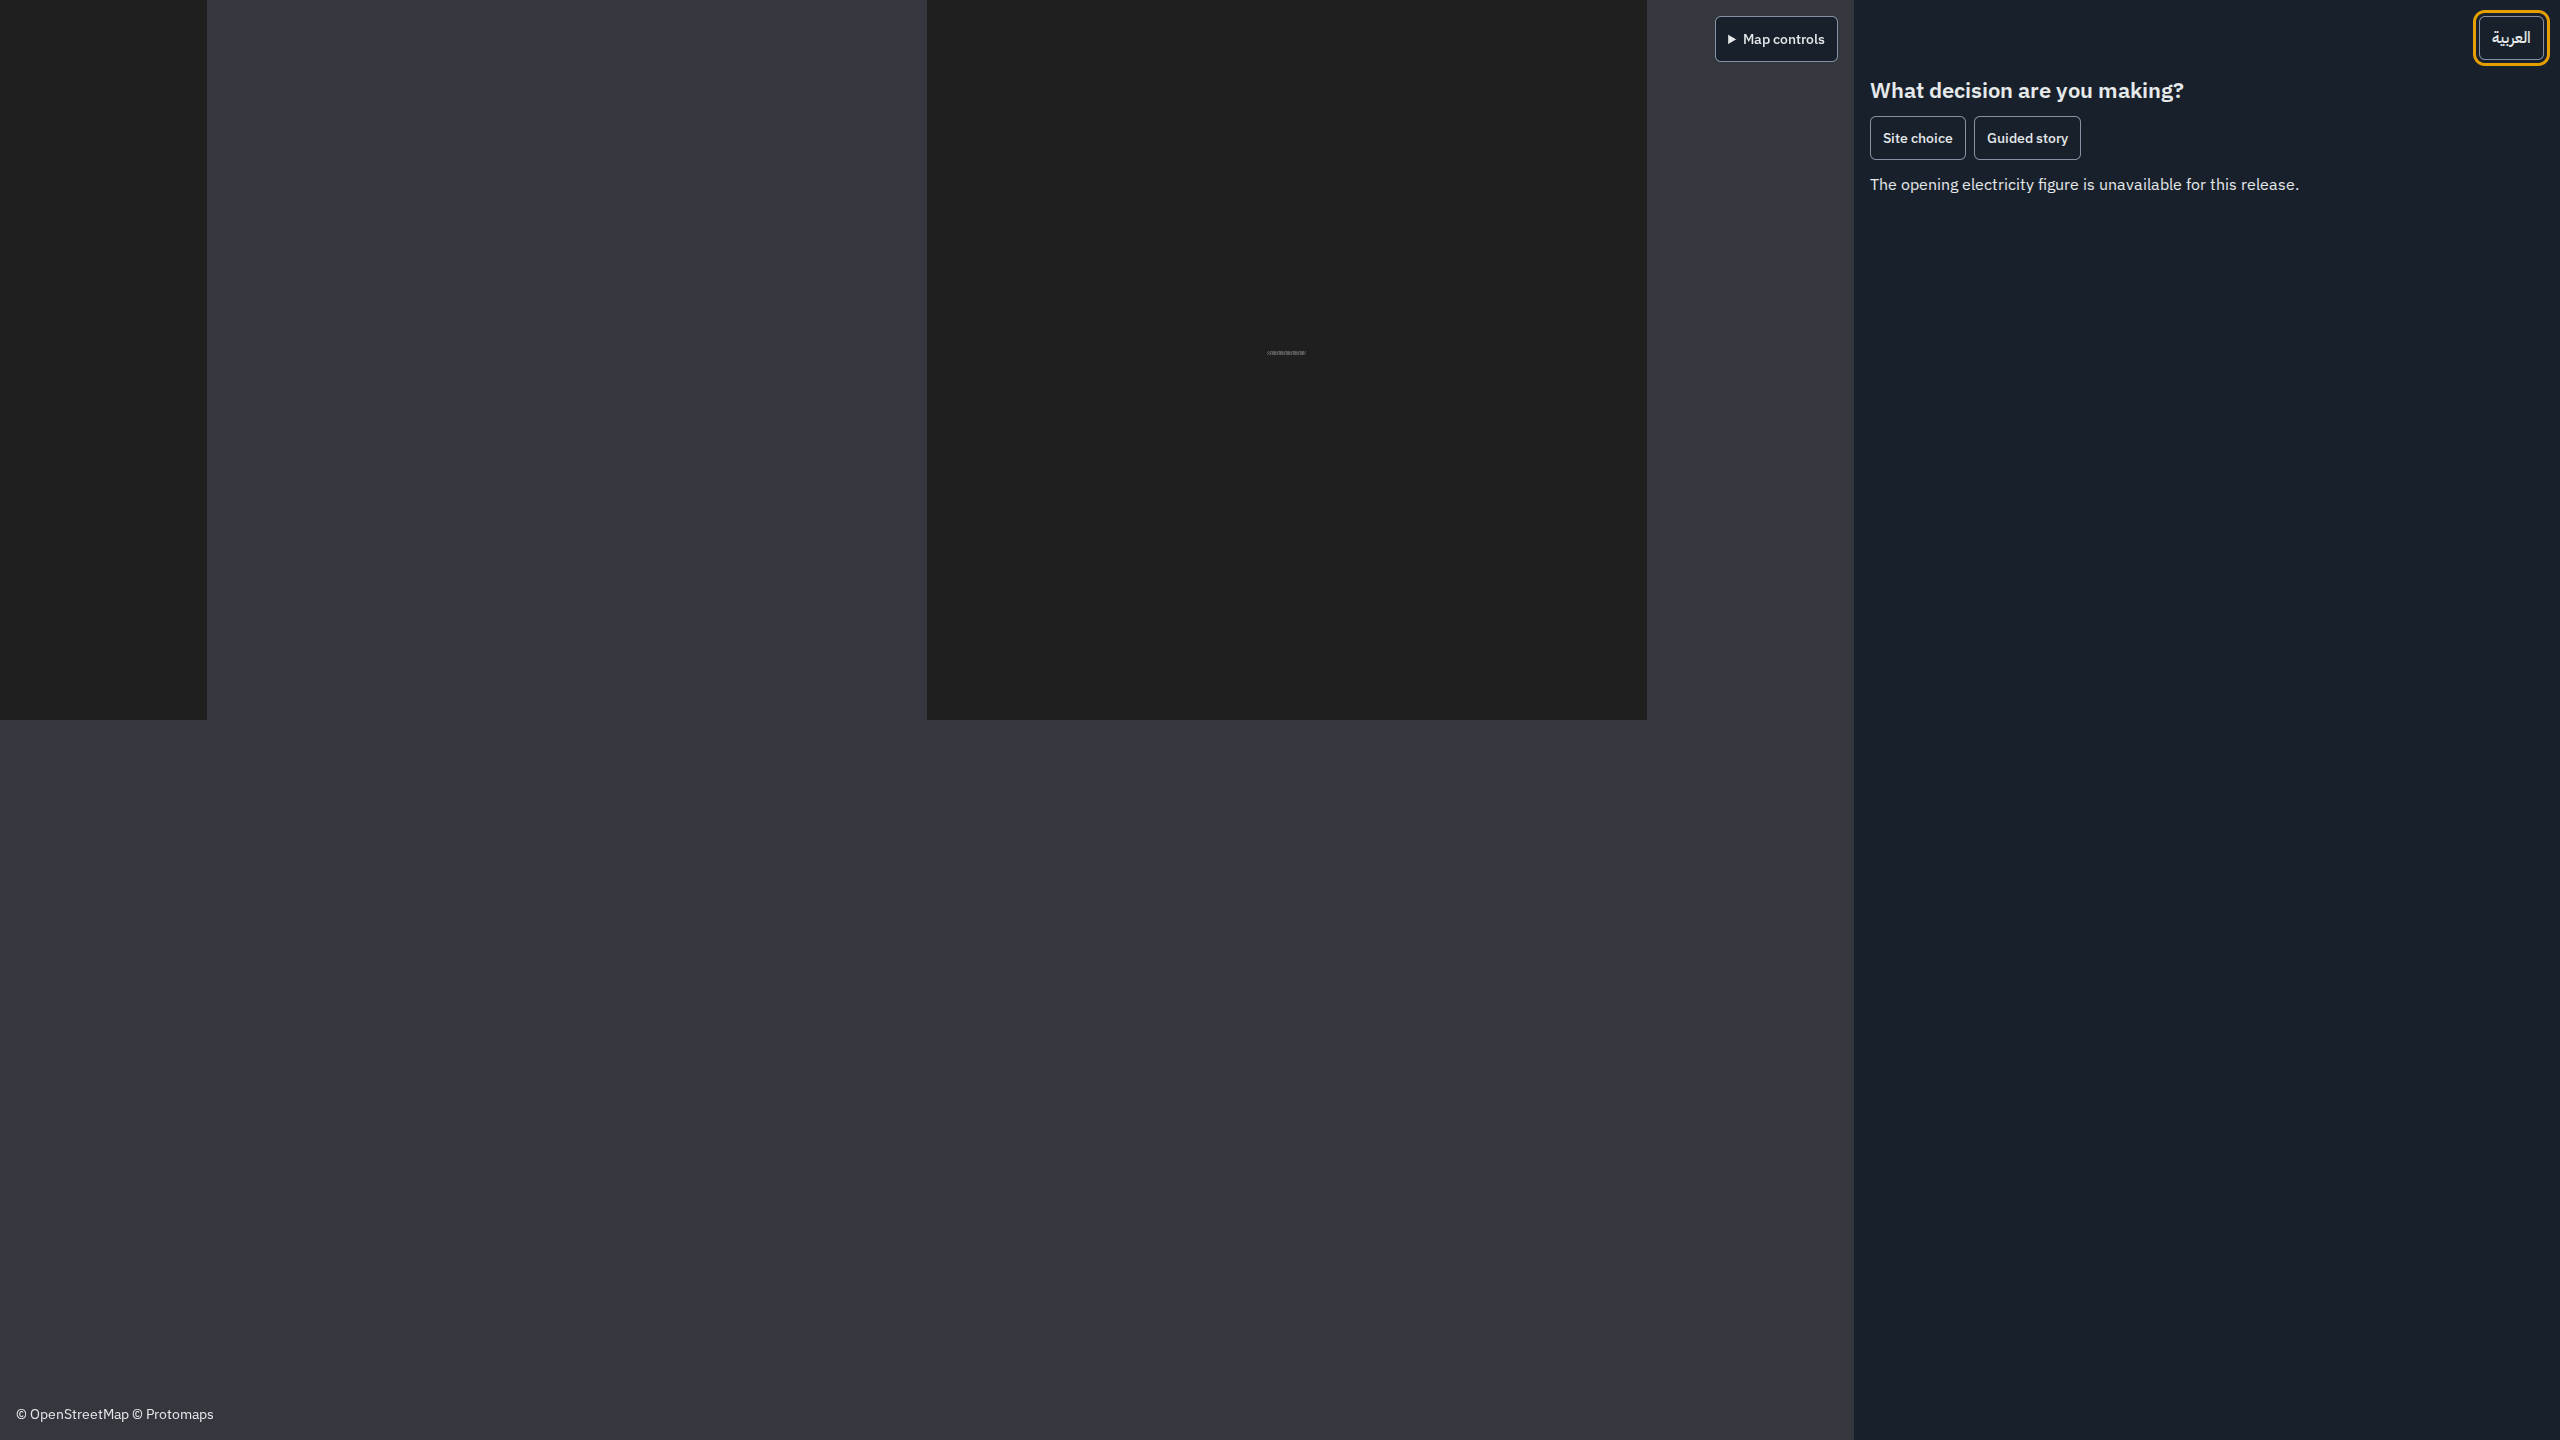 ▶ Map controls
العربية
What decision are you making?
Site choice
Guided story
The opening electricity figure is unavailable for this release.
© OpenStreetMap © Protomaps